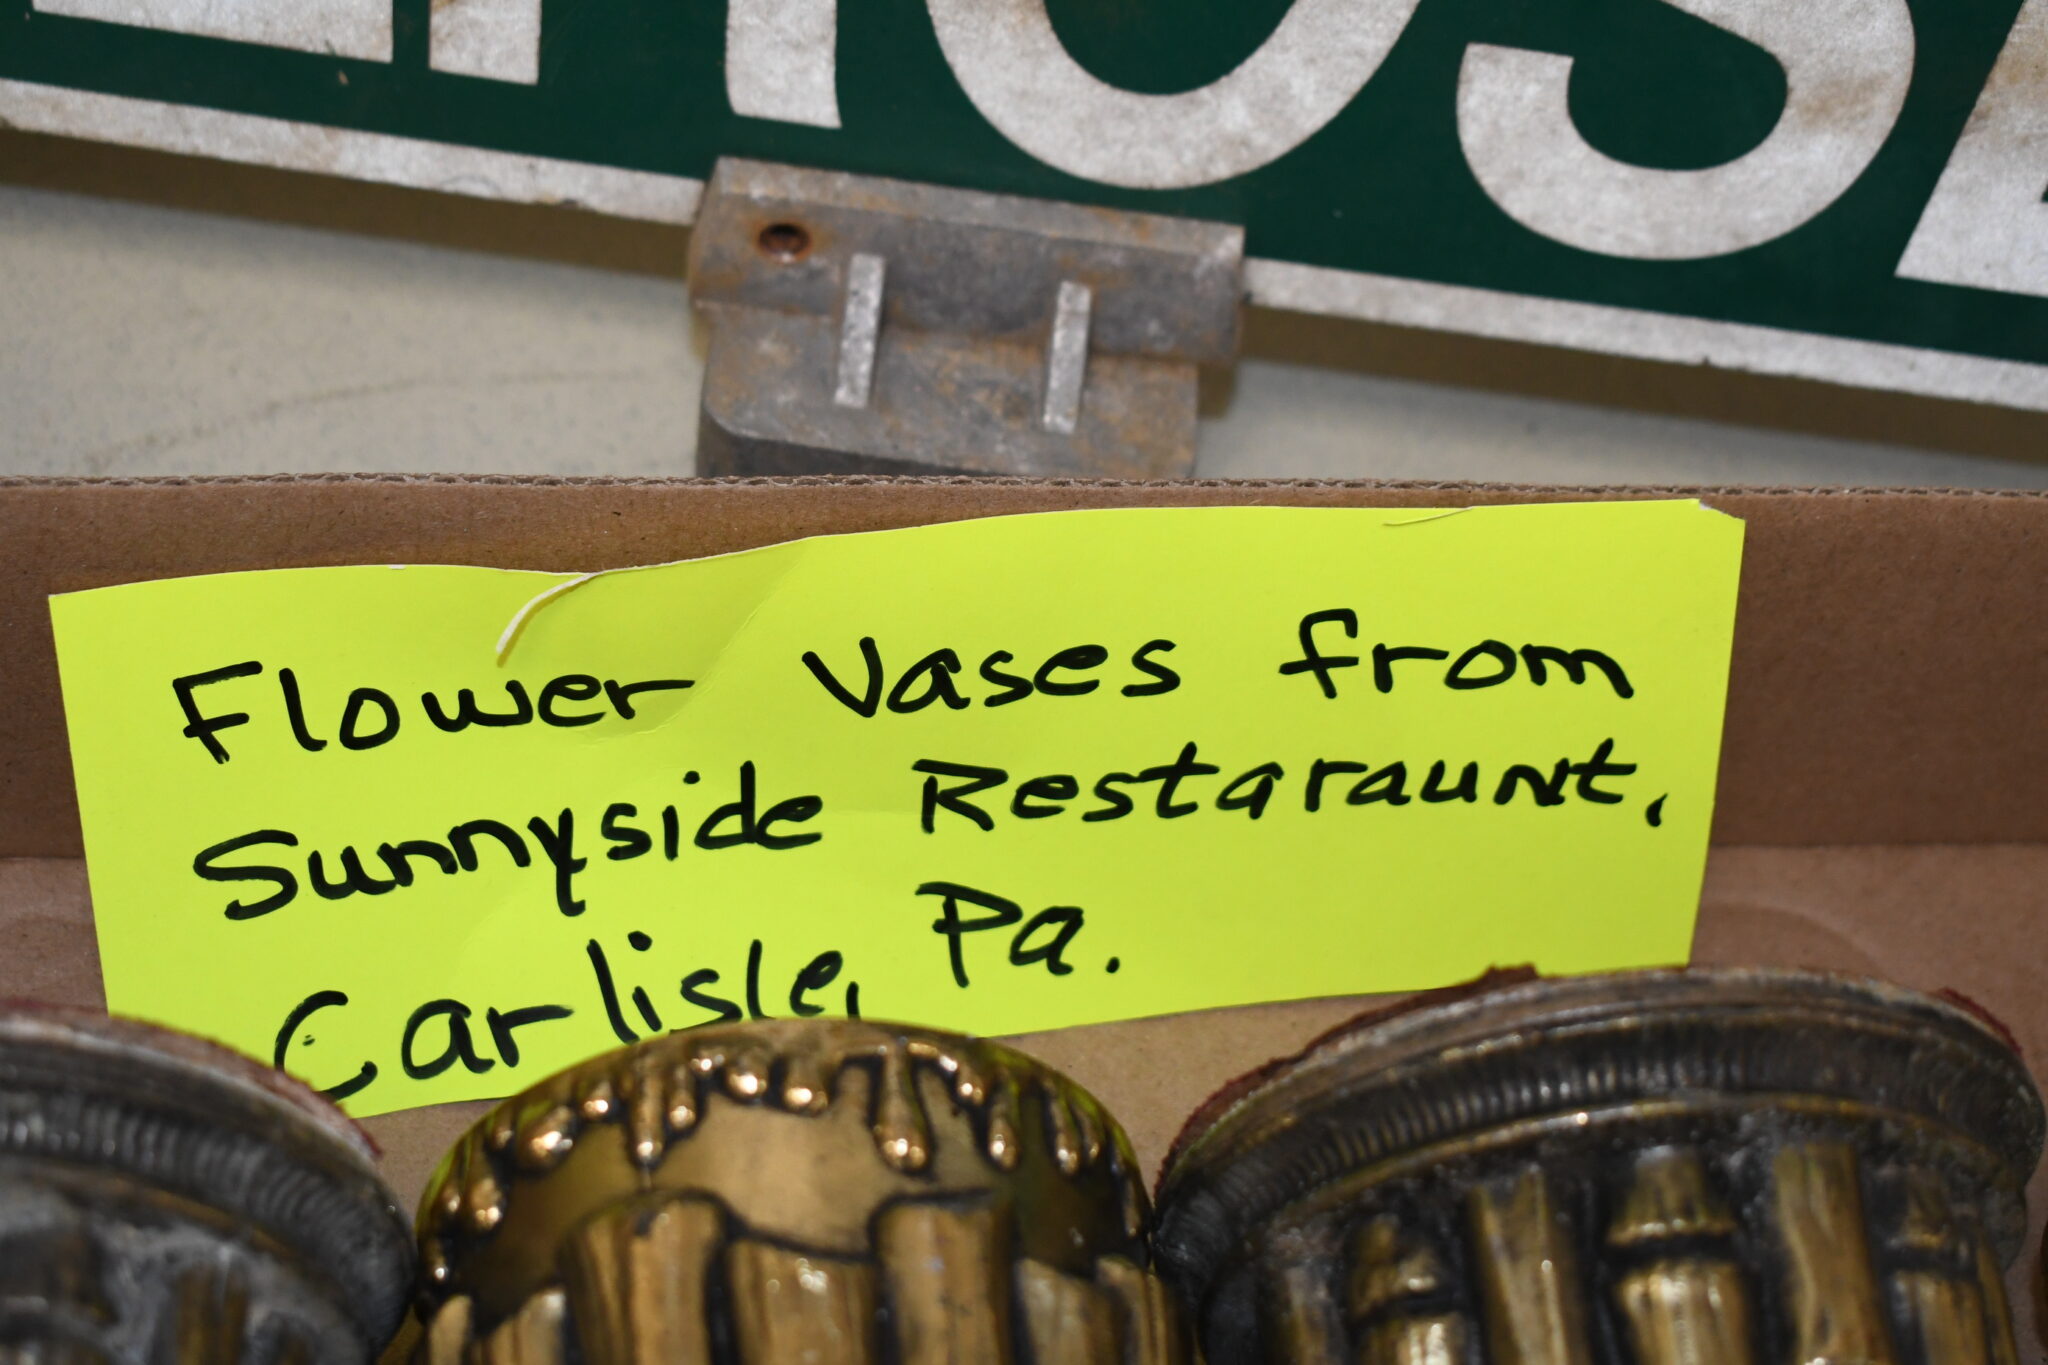 Flower Vases from
Sunnyside Restaraunt,
Carlisle, Pa.